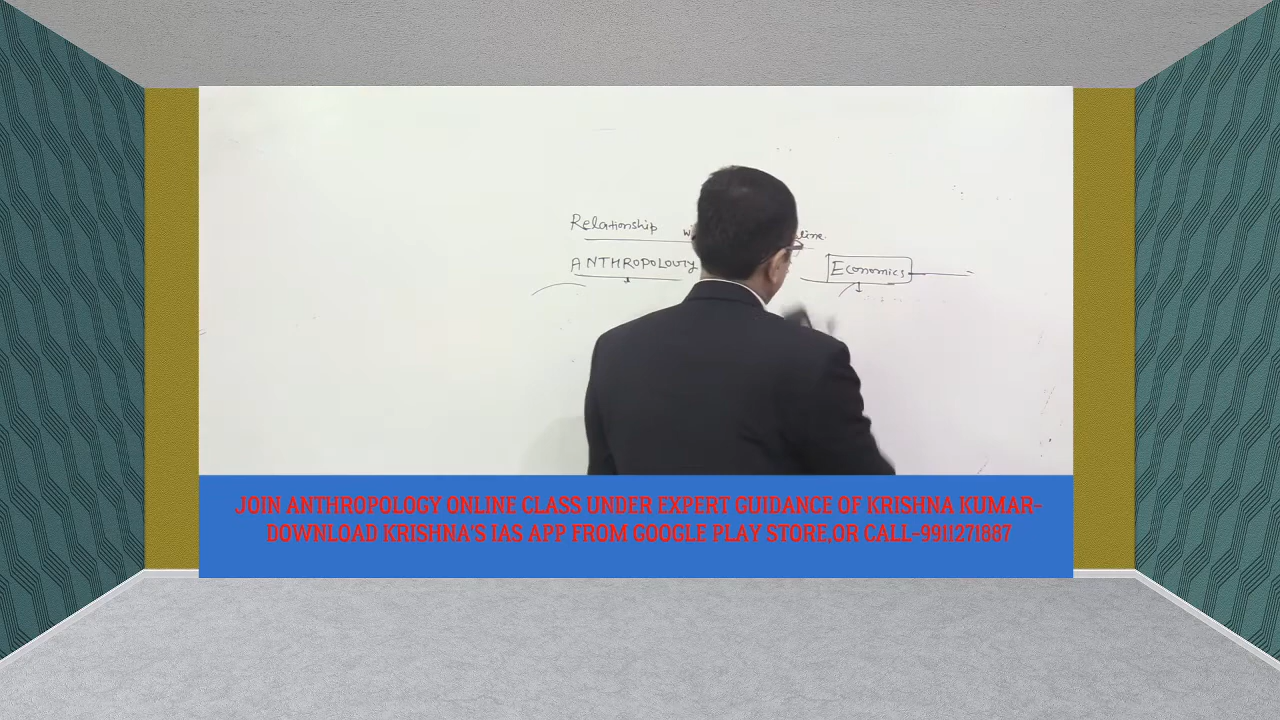 Relationship
ANTHROPOLOGY Economics
JOIN ANTHROPOLOGY ONLINE CLASS UNDER EXPERT GUIDANCE OF KRISHNA KUMAR-
DOWNLOAD KRISHNA'S IAS APP FROM GOOGLE PLAY STORE,OR CALL-9911271887